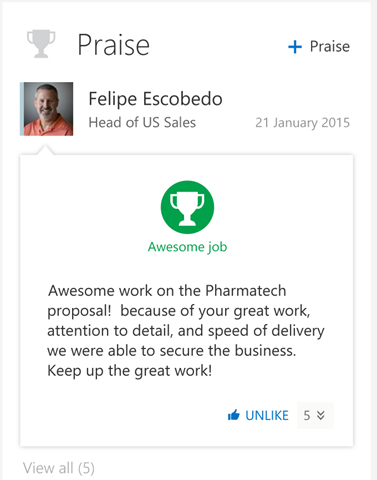 Praise
+ Praise
Felipe Escobedo
Head of US Sales
21 January 2015
Awesome job
Awesome work on the Pharmatech
proposal!  because of your great work,
attention to detail, and speed of delivery
we were able to secure the business.
Keep up the great work!
UNLIKE
5
View all (5)